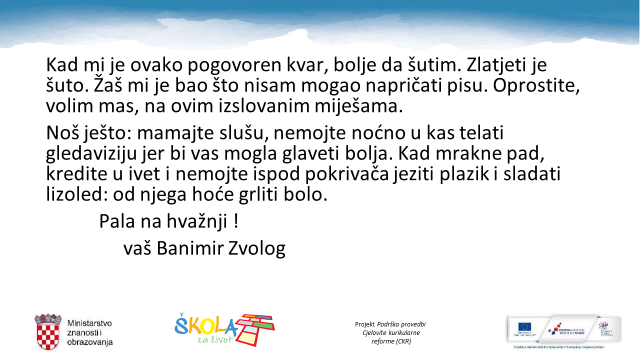 Kad mi je ovako pogovoren kvar, bolje da šutim. Zlatjeti je
šuto. Žaš mi je bao što nisam mogao napričati pisu. Oprostite,
volim mas, na ovim izslovanim miješama.
Noš ješto: mamajte slušu, nemojte noćno u kas telati
gledaviziju jer bi vas mogla glaveti bolja. Kad mrakne pad,
kredite u ivet i nemojte ispod pokrivača jeziti plazik i sladati
lizoled: od njega hoće grliti bolo.
Pala na hvažnji !
vaš Banimir Zvolog
Ministarstvo
znanosti i
obrazovanja
ŠKOLA
za život
Projekt Podrška provedbi
Cjelovite kurikularne
reforme (CKR)